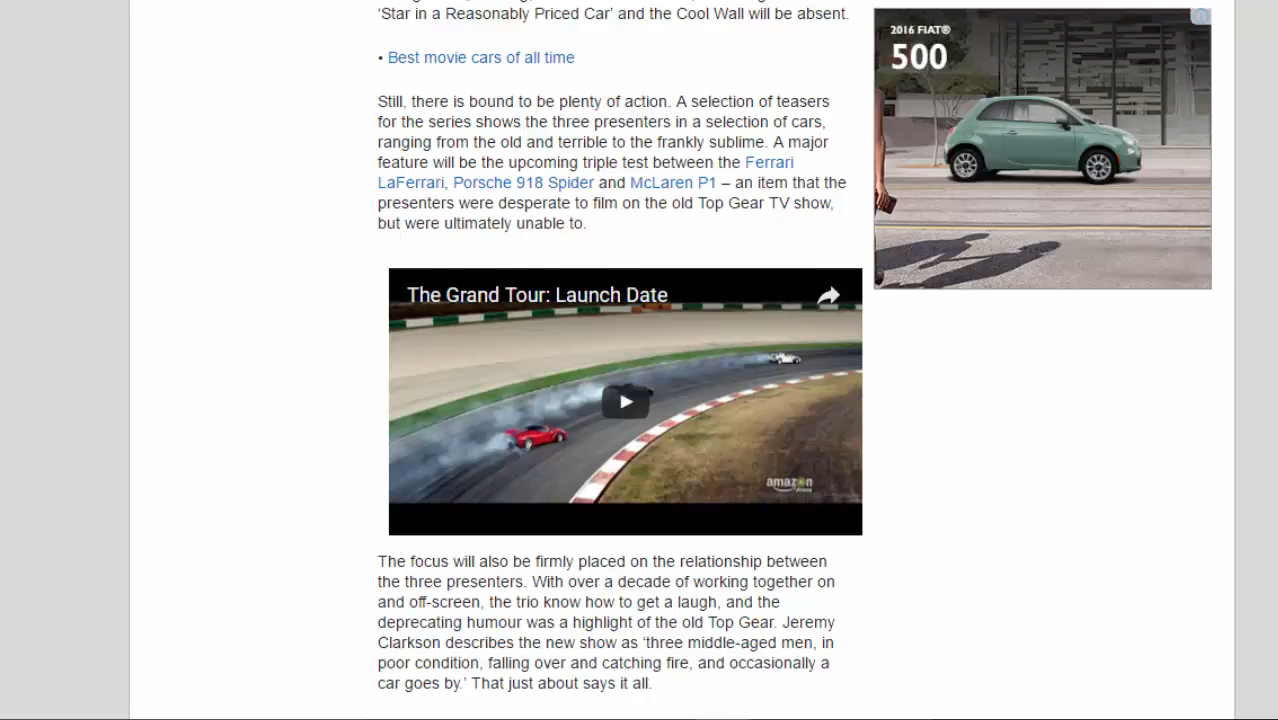 ‘Star in a Reasonably Priced Car’ and the Cool Wall will be absent.
• Best movie cars of all time
Still, there is bound to be plenty of action. A selection of teasers
for the series shows the three presenters in a selection of cars,
ranging from the old and terrible to the frankly sublime. A major
feature will be the upcoming triple test between the Ferrari
LaFerrari, Porsche 918 Spider and McLaren P1 – an item that the
presenters were desperate to film on the old Top Gear TV show,
but were ultimately unable to.
The Grand Tour: Launch Date
amazon
The focus will also be firmly placed on the relationship between
the three presenters. With over a decade of working together on
and off-screen, the trio know how to get a laugh, and the
deprecating humour was a highlight of the old Top Gear. Jeremy
Clarkson describes the new show as ‘three middle-aged men, in
poor condition, falling over and catching fire, and occasionally a
car goes by.’ That just about says it all.
2016 FIAT®
500